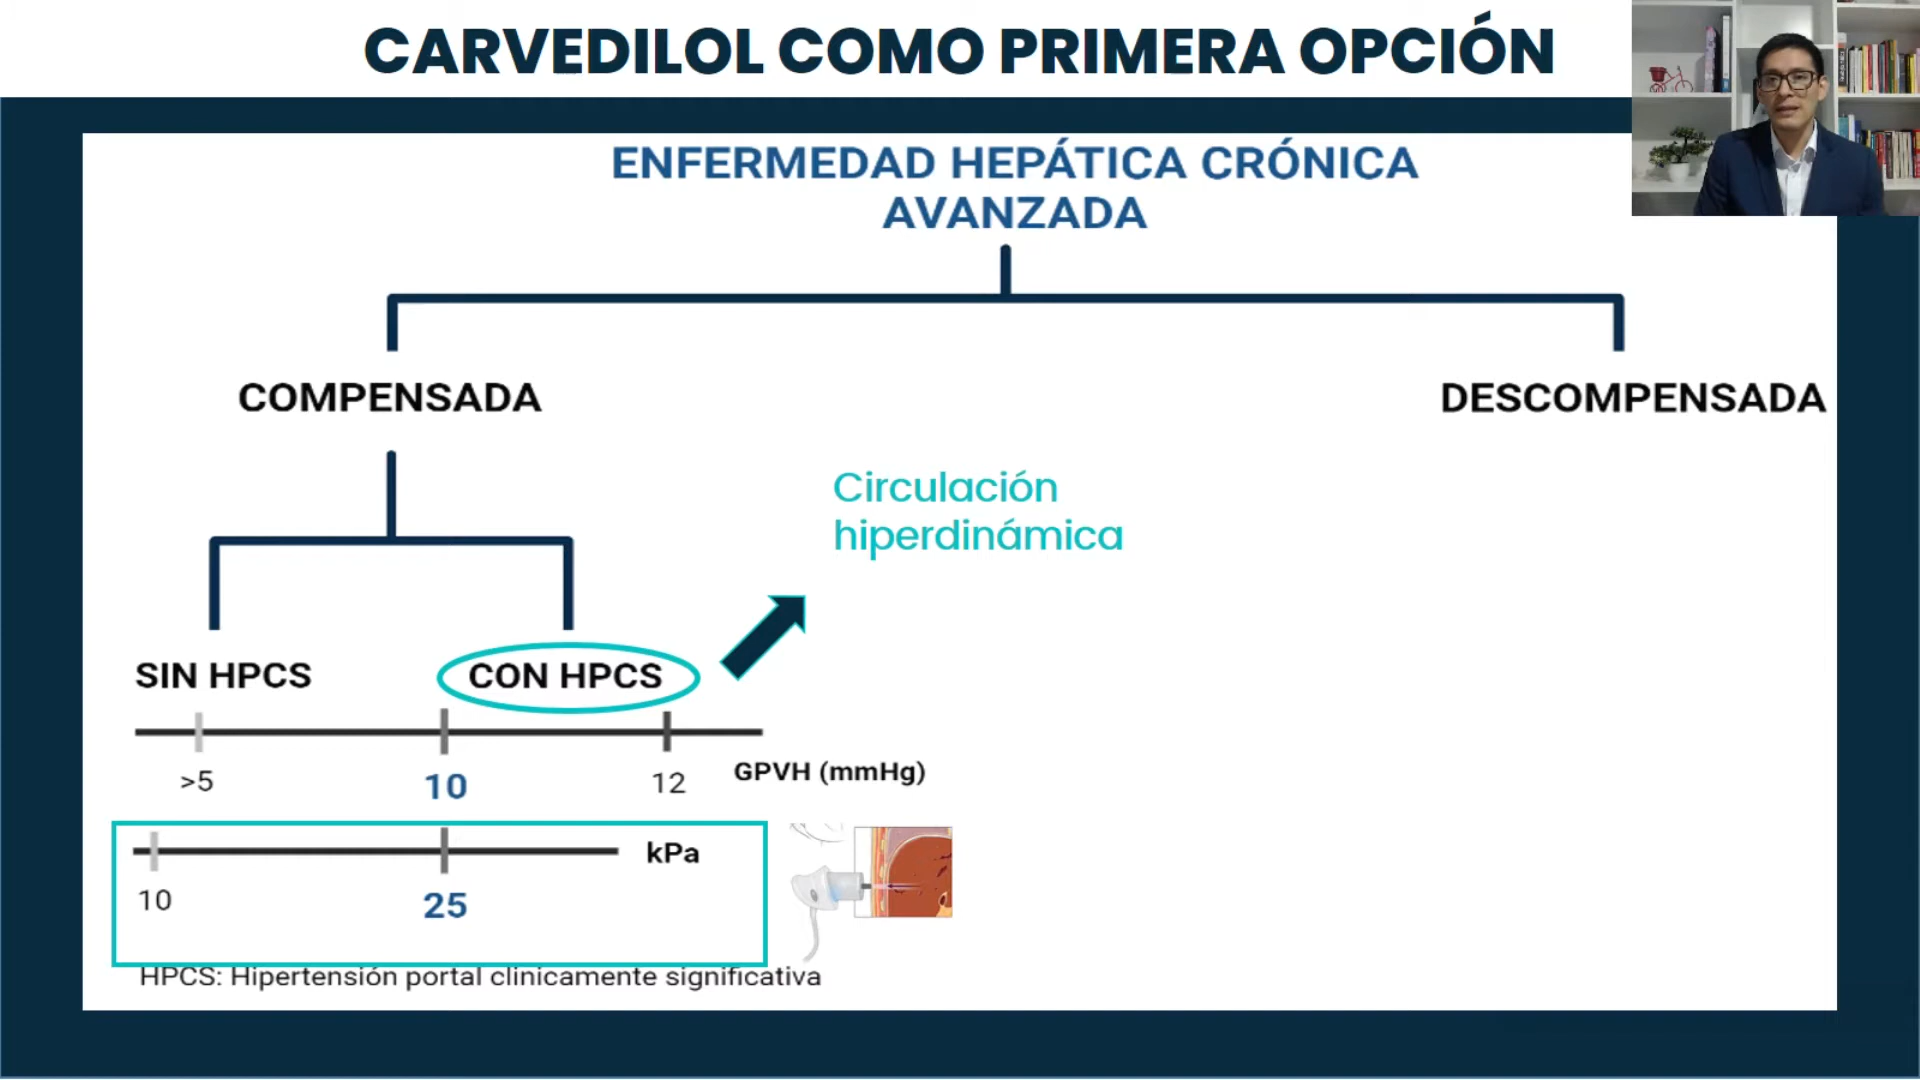 CARVEDILOL COMO PRIMERA OPCIÓN
ENFERMEDAD HEPÁTICA CRÓNICA
AVANZADA
COMPENSADA
DESCOMPENSADA
Circulación
hiperdinámica
SIN HPCS
CON HPCS
>5
10
12
GPVH (mmHg)
10
25
kPa
HPCS: Hipertensión portal clinicamente significativa